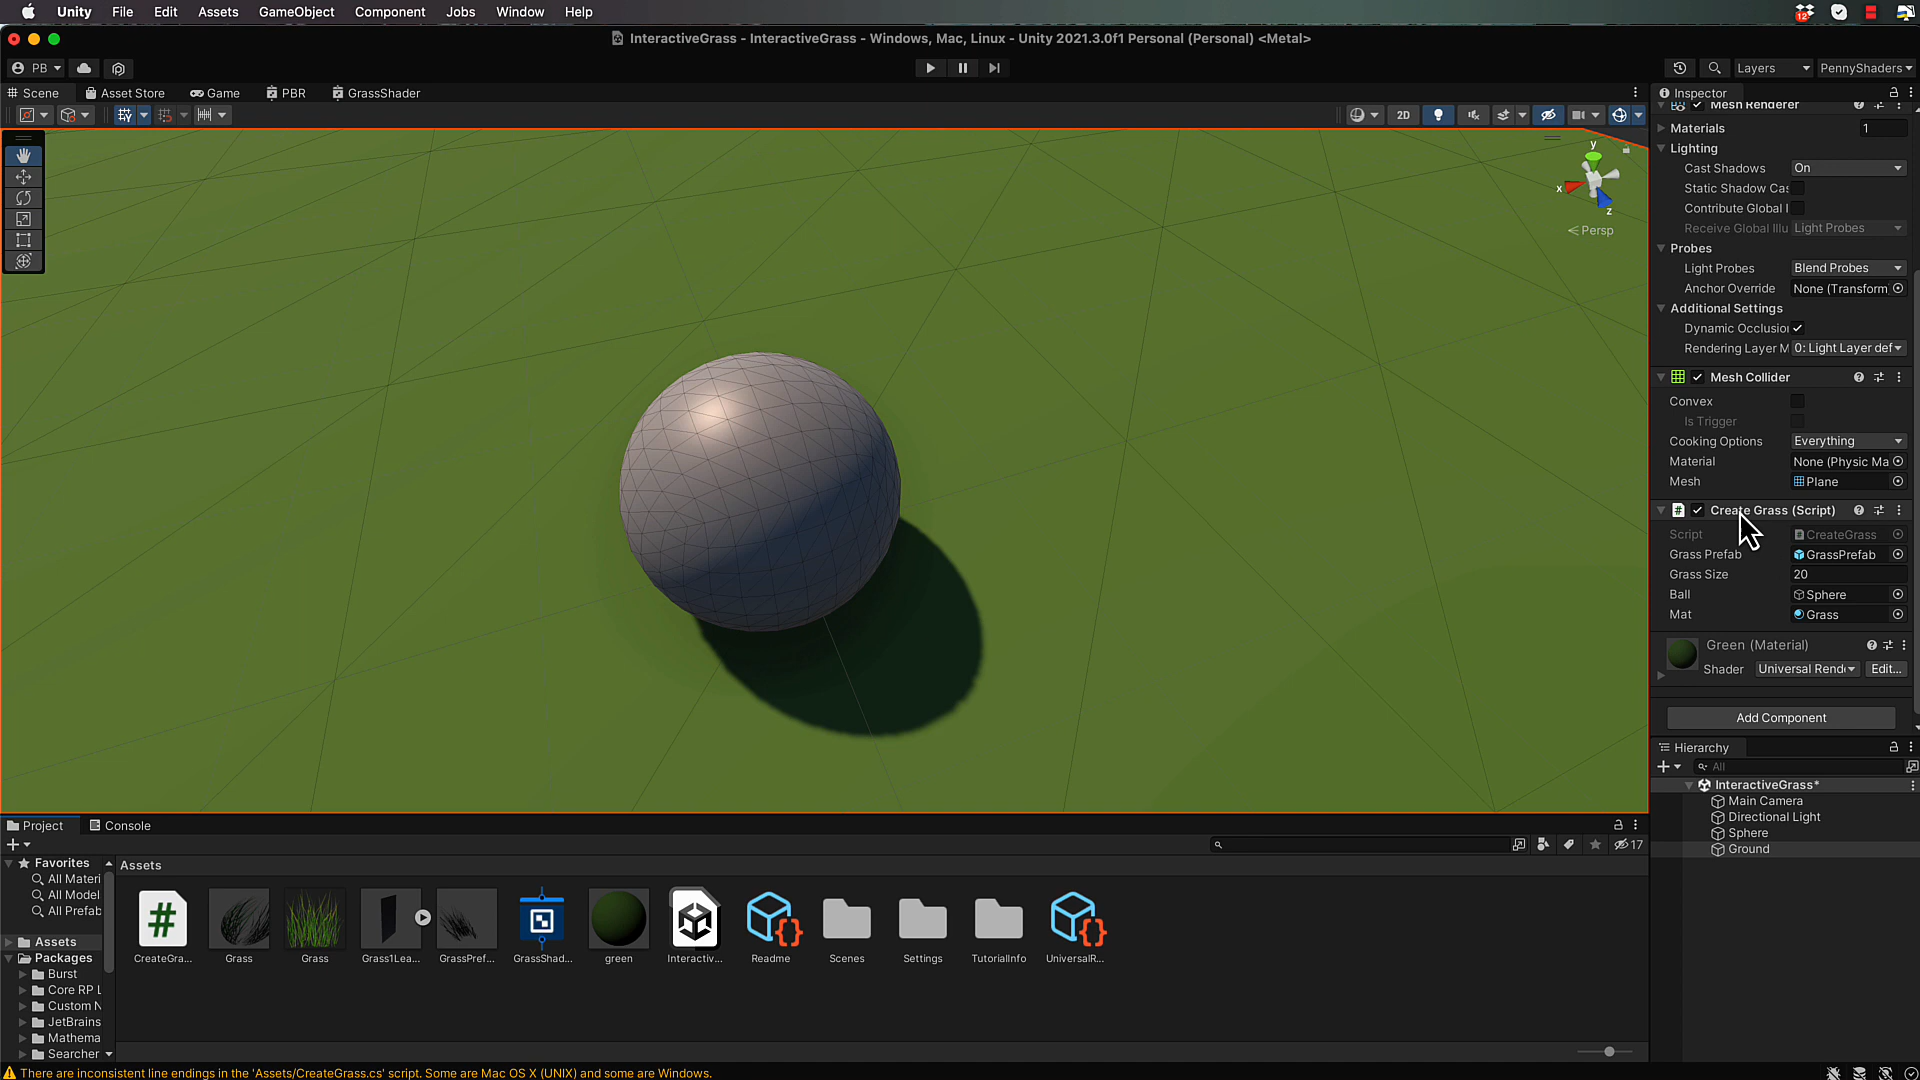 Unity File Edit Assets GameObject Component Jobs Window Help
12
InteractiveGrass - InteractiveGrass - Windows, Mac, Linux - Unity 2021.3.0f1 Personal (Personal) <Metal>
PB
Layers
PennyShaders
Scene
Asset Store
Game
PBR
GrassShader
2D
y
x
z
Persp
Inspector
Mesh Renderer
Materials 1
Lighting
Cast Shadows On
Static Shadow Cas
Contribute Global I
Receive Global Illu Light Probes
Probes
Light Probes Blend Probes
Anchor Override None (Transform
Additional Settings
Dynamic Occlusion
Rendering Layer M 0: Light Layer def
Mesh Collider
Convex
Is Trigger
Cooking Options Everything
Material None (Physic Ma
Mesh Plane
# Create Grass (Script)
Script CreateGrass
Grass Prefab GrassPrefab
Grass Size 20
Ball Sphere
Mat Grass
Green (Material)
Shader Universal Rend Edit...
Add Component
Hierarchy
All
InteractiveGrass*
Main Camera
Directional Light
Sphere
Ground
Project
Console
17
Favorites
All Materi
All Model
All Prefab
Assets
Packages
Burst
Core RP L
Custom N
JetBrains
Mathema
Searcher
Assets
#
CreateGra...
Grass
Grass
Grass1Lea...
GrassPref...
GrassShad...
green
Interactiv...
Readme
Scenes
Settings
TutorialInfo
UniversalR...
There are inconsistent line endings in the 'Assets/CreateGrass.cs' script. Some are Mac OS X (UNIX) and some are Windows.